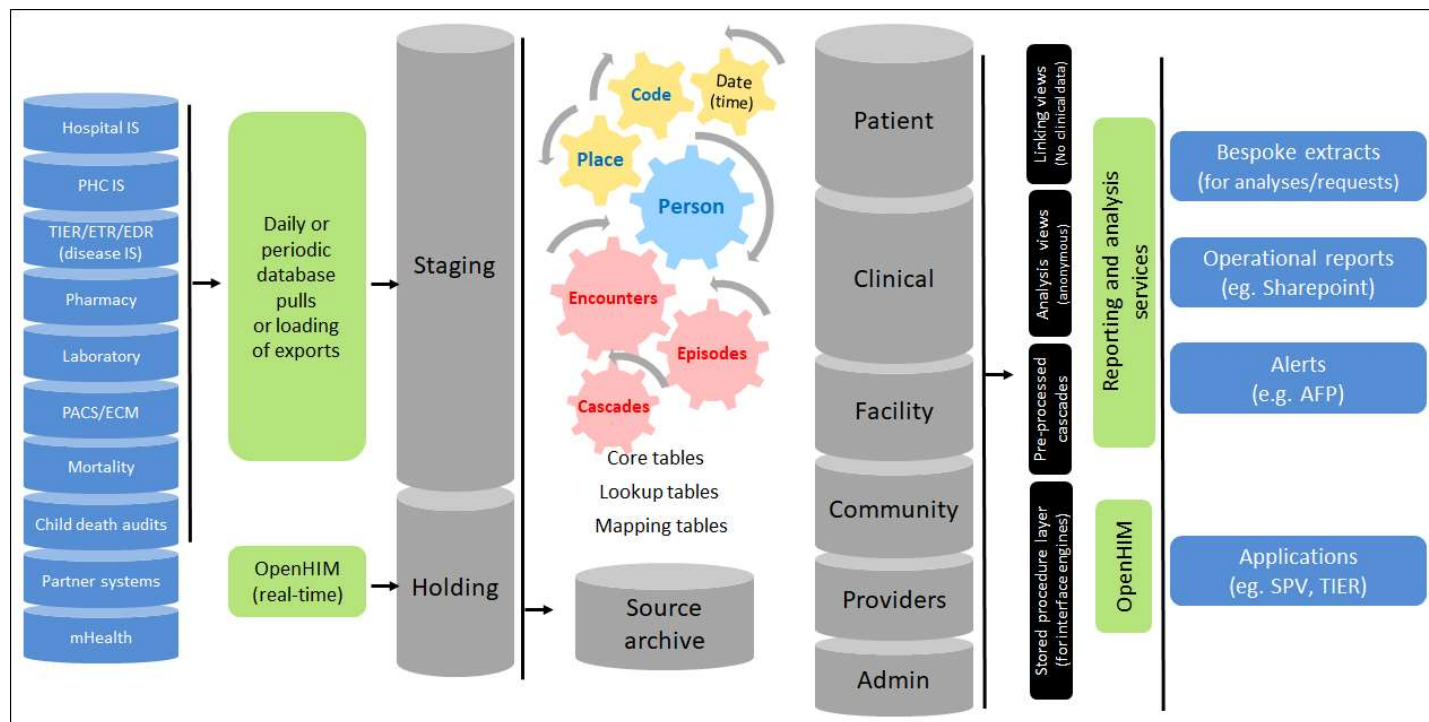 Hospital IS
PHC IS
TIER/ETR/EDR
(disease IS)
Pharmacy
Laboratory
PACS/ECM
Mortality
Child death audits
Partner systems
mHealth
Daily or
periodic
database
pulls
or loading
of exports
OpenHIM
(real-time)
Staging
Holding
Code
Date
(time)
Place
Person
Encounters
Episodes
Cascades
Core tables
Lookup tables
Mapping tables
Source
archive
Patient
Clinical
Facility
Community
Providers
Admin
Linking views
(No clinical data)
Analysis views
(anonymous)
Pre-processed
cascades
Stored procedure layer
(for interface engines)
Reporting and analysis
services
OpenHIM
Bespoke extracts
(for analyses/requests)
Operational reports
(eg. Sharepoint)
Alerts
(e.g. AFP)
Applications
(eg. SPV, TIER)